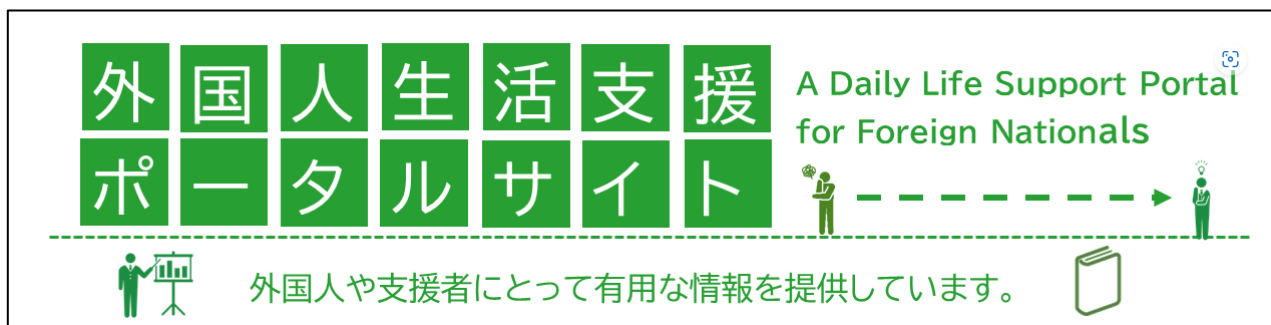 外国人生活支援
ポータルサイト
A Daily Life Support Portal
for Foreign Nationals
外国人や支援者にとって有用な情報を提供しています。